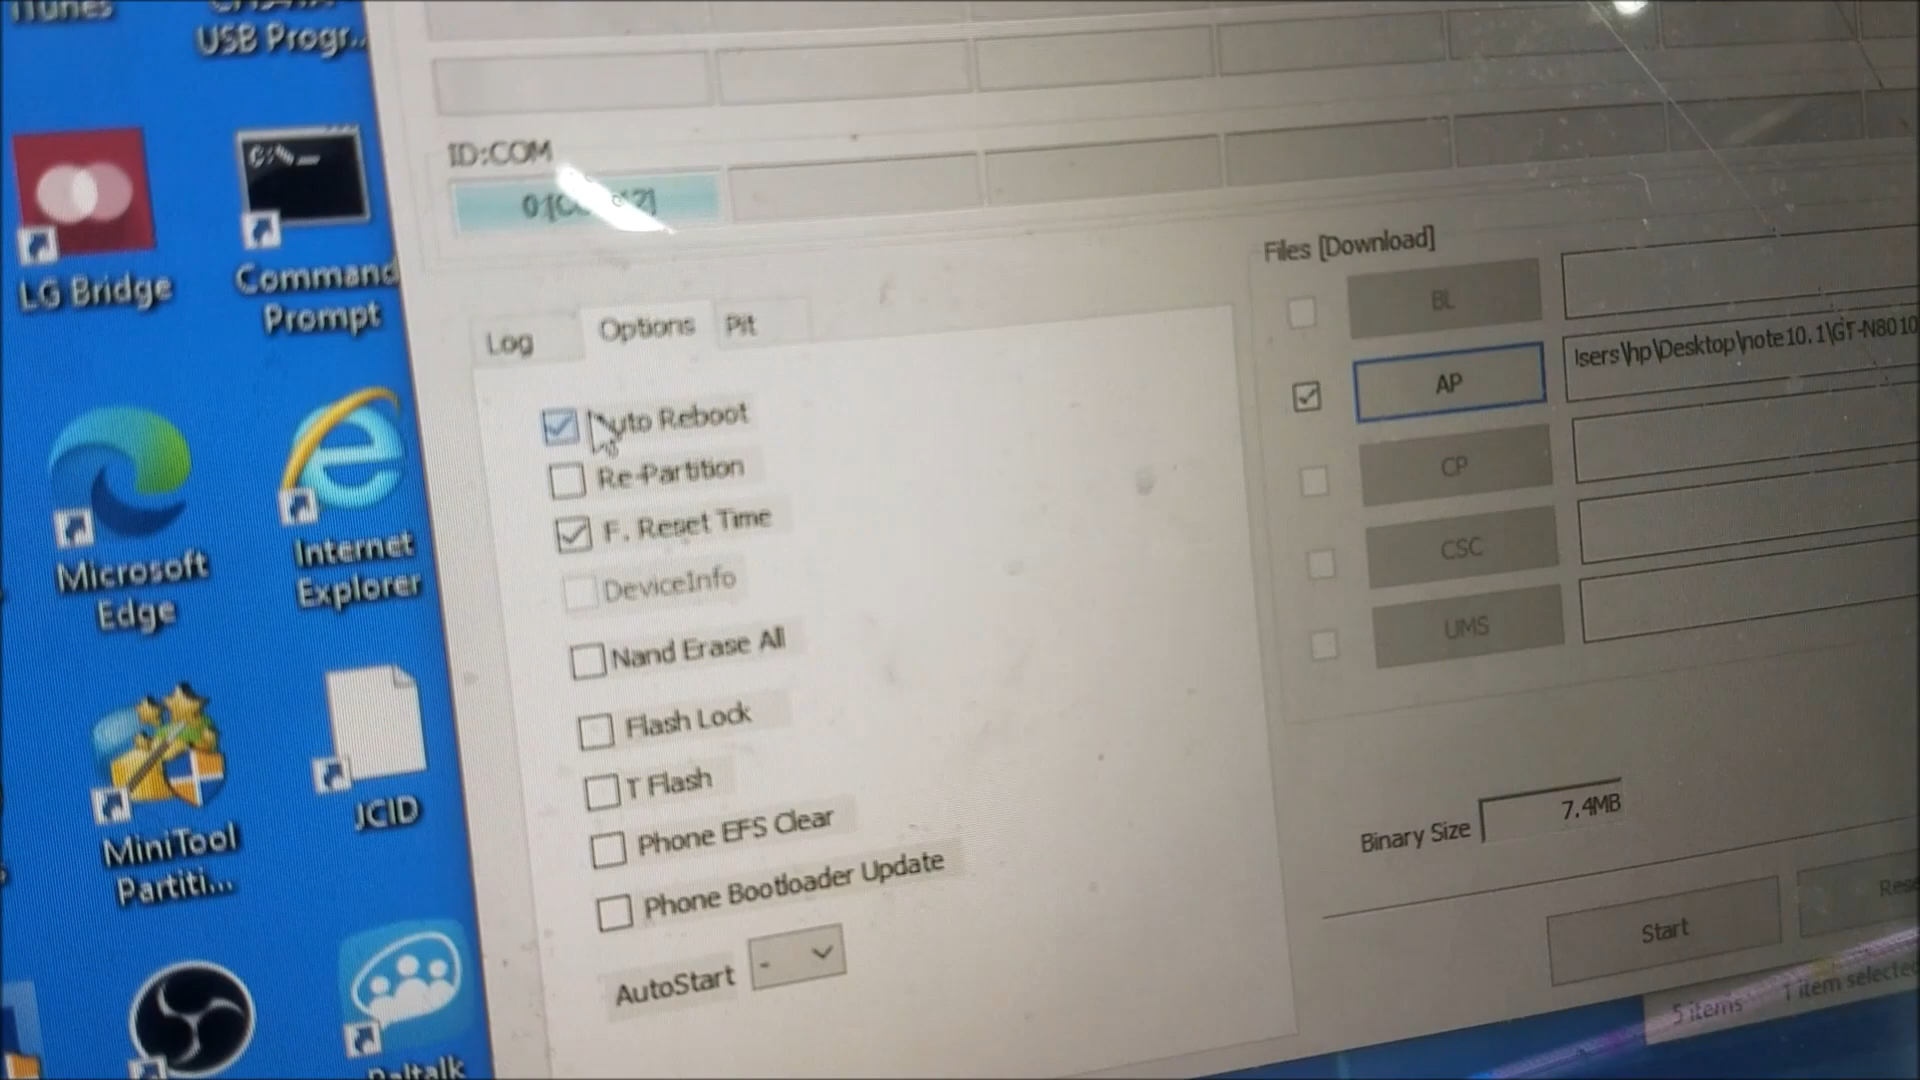 iTunes
USB Progr...
LG Bridge
Command
Prompt
Microsoft
Edge
Internet
Explorer
MiniTool
Partiti...
JCID
Paltalk
ID:COM
Log
Options
Pit
Auto Reboot
Re-Partition
F. Reset Time
DeviceInfo
Nand Erase All
Flash Lock
T Flash
Phone EFS Clear
Phone Bootloader Update
AutoStart
-
Files [Download]
BL
AP
\hp\Desktop\note10.1\GT-N8010
CP
CSC
UMS
Binary Size
7.4MB
Start
5 items
1 item selected